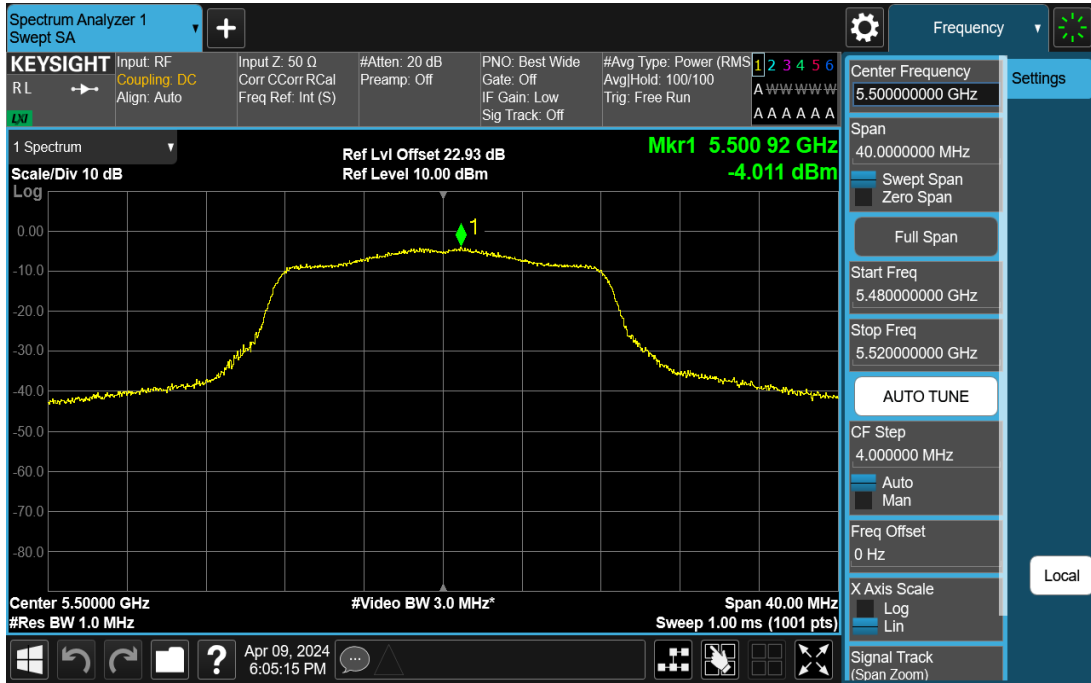 Spectrum Analyzer 1
Swept SA
+
Frequency
KEYSIGHT
RL
LXI
Input: RF
Coupling: DC
Align: Auto
Input Z: 50 Ω
Corr CCorr RCal
Freq Ref: Int (S)
#Atten: 20 dB
Preamp: Off
PNO: Best Wide
Gate: Off
IF Gain: Low
Sig Track: Off
#Avg Type: Power (RMS
Avg|Hold: 100/100
Trig: Free Run
1 2 3 4 5 6
A W W W W W
A A A A A A
1 Spectrum
Scale/Div 10 dB
Log
Ref Lvl Offset 22.93 dB
Ref Level 10.00 dBm
Mkr1 5.500 92 GHz
-4.011 dBm
1
0.00
-10.0
-20.0
-30.0
-40.0
-50.0
-60.0
-70.0
-80.0
Center 5.50000 GHz
#Res BW 1.0 MHz
#Video BW 3.0 MHz*
Span 40.00 MHz
Sweep 1.00 ms (1001 pts)
Center Frequency
5.500000000 GHz
Settings
Span
40.0000000 MHz
Swept Span
Zero Span
Full Span
Start Freq
5.480000000 GHz
Stop Freq
5.520000000 GHz
AUTO TUNE
CF Step
4.000000 MHz
Auto
Man
Freq Offset
0 Hz
Local
X Axis Scale
Log
Lin
Signal Track
(Span Zoom)
?
Apr 09, 2024
6:05:15 PM